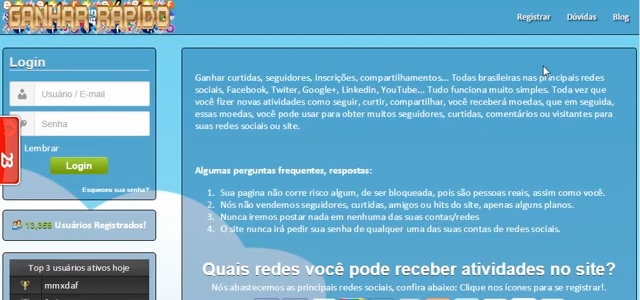 GANHAR RAPIDO
Registrar Dúvidas Blog
Login
Usuário / E-mail
Senha
Lembrar
Login
Esqueceu sua senha?
13,358 Usuários Registrados!
Top 3 usuários ativos hoje
mmxdaf
Ganhar curtidas, seguidores, inscrições, compartilhamentos... Todas brasileiras nas principais redes
sociais, Facebook, Twiter, Google+, Linkedin, YouTube... Tudo funciona muito simples. Toda vez que
você fizer novas atividades como seguir, curtir, compartilhar, você receberá moedas, que em seguida,
essas moedas, você pode usar para obter muitos seguidores, curtidas, comentários ou visitantes para
suas redes sociais ou site.
Algumas perguntas frequentes, respostas:
1. Sua pagina não corre risco algum, de ser bloqueada, pois são pessoas reais, assim como você.
2. Nós não vendemos seguidores, curtidas, amigos ou hits do site, apenas alguns planos.
3. Nunca iremos postar nada em nenhuma das suas contas/redes
4. O site nunca irá pedir sua senha de qualquer uma das suas contas de redes sociais.
Quais redes você pode receber atividades no site?
Nós abastecemos as principais redes sociais, confira abaixo: Clique nos ícones para se registrar!.